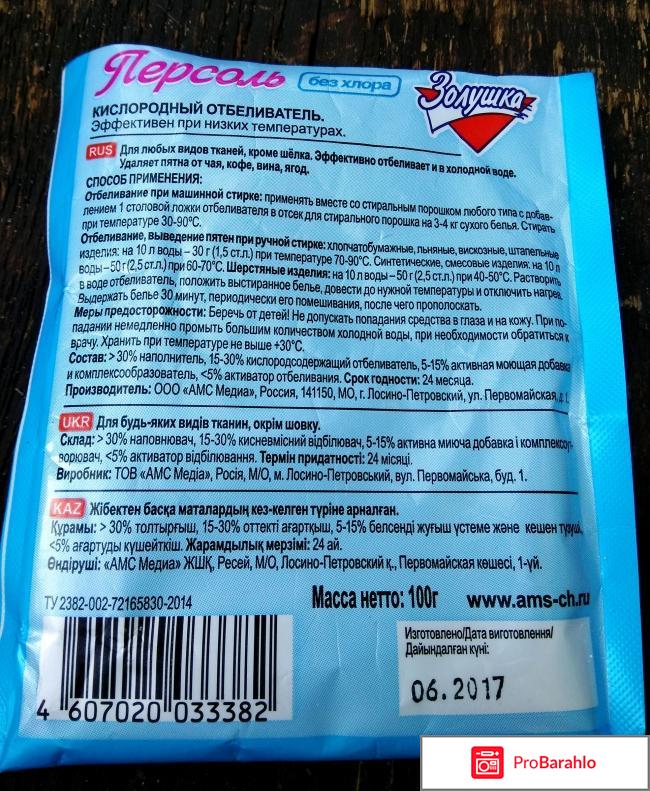 Персоль
без хлора
Золушка
КИСЛОРОДНЫЙ ОТБЕЛИВАТЕЛЬ.
Эффективен при низких температурах.
RUS Для любых видов тканей, кроме шёлка. Эффективно отбеливает и в холодной воде.
Удаляет пятна от чая, кофе, вина, ягод.
СПОСОБ ПРИМЕНЕНИЯ:
Отбеливание при машинной стирке: применять вместе со стиральным порошком любого типа с добав-
лением 1 столовой ложки отбеливателя в отсек для стирального порошка на 3-4 кг сухого белья. Стирать
при температуре 30-90°С.
Отбеливание, выведение пятен при ручной стирке: хлопчатобумажные, льняные, вискозные, штапельные
изделия: на 10 л воды – 30 г (1,5 ст.л.) при температуре 70-90°С. Синтетические, смесовые изделия: на 10 л
воды – 50 г (2,5 ст.л.) при 60-70°С. Шерстяные изделия: на 10 л воды – 50 г (2,5 ст.л.) при 40-50°С. Растворить
в воде отбеливатель, положить выстиранное белье, довести до нужной температуры и отключить нагрев.
Выдержать белье 30 минут, периодически его помешивания, после чего прополоскать.
Меры предосторожности: Беречь от детей! Не допускать попадания средства в глаза и на кожу. При по-
падании немедленно промыть большим количеством холодной воды, при необходимости обратиться к
врачу. Хранить при температуре не выше +30°С.
Состав: > 30% наполнитель, 15-30% кислородсодержащий отбеливатель, 5-15% активная моющая добавка
и комплексообразователь, <5% активатор отбеливания. Срок годности: 24 месяца.
Производитель: ООО «АМС Медиа», Россия, 141150, МО, г. Лосино-Петровский, ул. Первомайская, д. 1.
UKR Для будь-яких видів тканин, окрім шовку.
Склад: > 30% наповнювач, 15-30% кисневмісний відбілювач, 5-15% активна миюча добавка і комплексоут-
ворювач, <5% активатор відбілювання. Термін придатності: 24 місяці.
Виробник: ТОВ «АМС Медіа», Росія, М/О, м. Лосино-Петровський, вул. Первомайська, буд. 1.
KAZ Жібектен басқа маталардың кез-келген түріне арналған.
Құрамы: > 30% толтырғыш, 15-30% оттекті ағартқыш, 5-15% белсенді жуғыш үстеме және кешен түзуші,
<5% ағартуды күшейткіш. Жарамдылық мерзімі: 24 ай.
Өндіруші: «АМС Медиа» ЖШҚ, Ресей, М/О, Лосино-Петровский қ., Первомайская көшесі, 1-үй.
ТУ 2382-002-72165830-2014
Масса нетто: 100г
www.ams-ch.ru
Изготовлено/Дата виготовлення/
Дайындалған күні:
06.2017
4 607020 033382
ProBarahlo